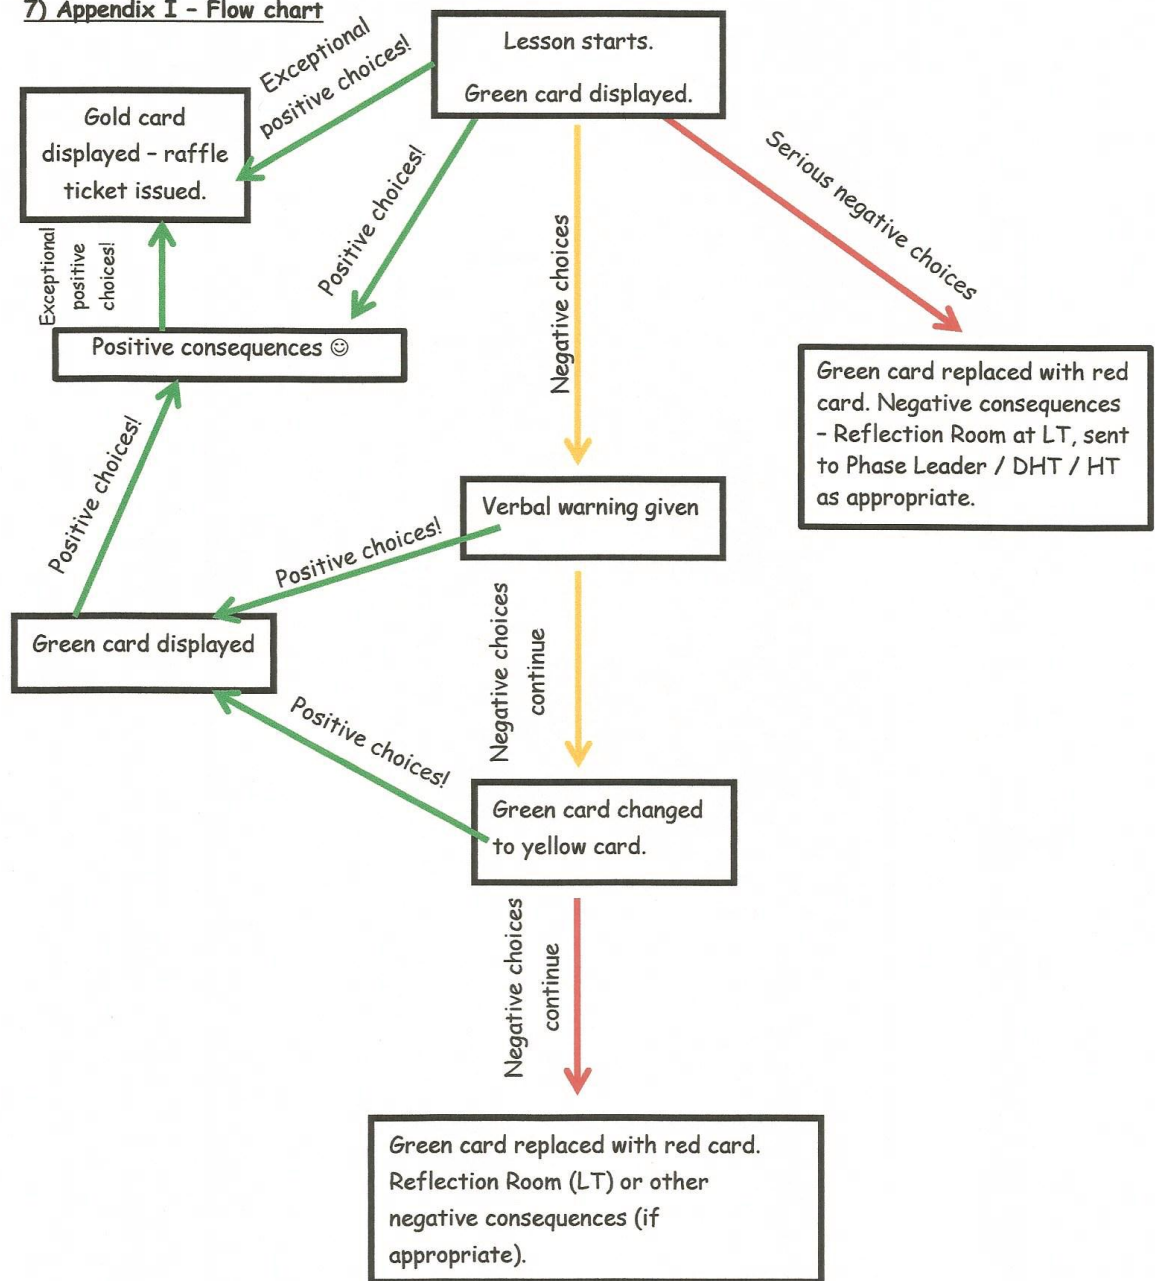 7) Appendix I – Flow chart
Lesson starts.
Green card displayed.
Exceptional
positive choices!
Gold card
displayed – raffle
ticket issued.
Positive choices!
Negative choices
Serious negative choices
Exceptional
positive
choices!
Positive consequences ☺
Green card replaced with red
card. Negative consequences
– Reflection Room at LT, sent
to Phase Leader / DHT / HT
as appropriate.
Positive choices!
Verbal warning given
Positive choices!
Green card displayed
Negative choices
continue
Positive choices!
Green card changed
to yellow card.
Negative choices
continue
Green card replaced with red card.
Reflection Room (LT) or other
negative consequences (if
appropriate).